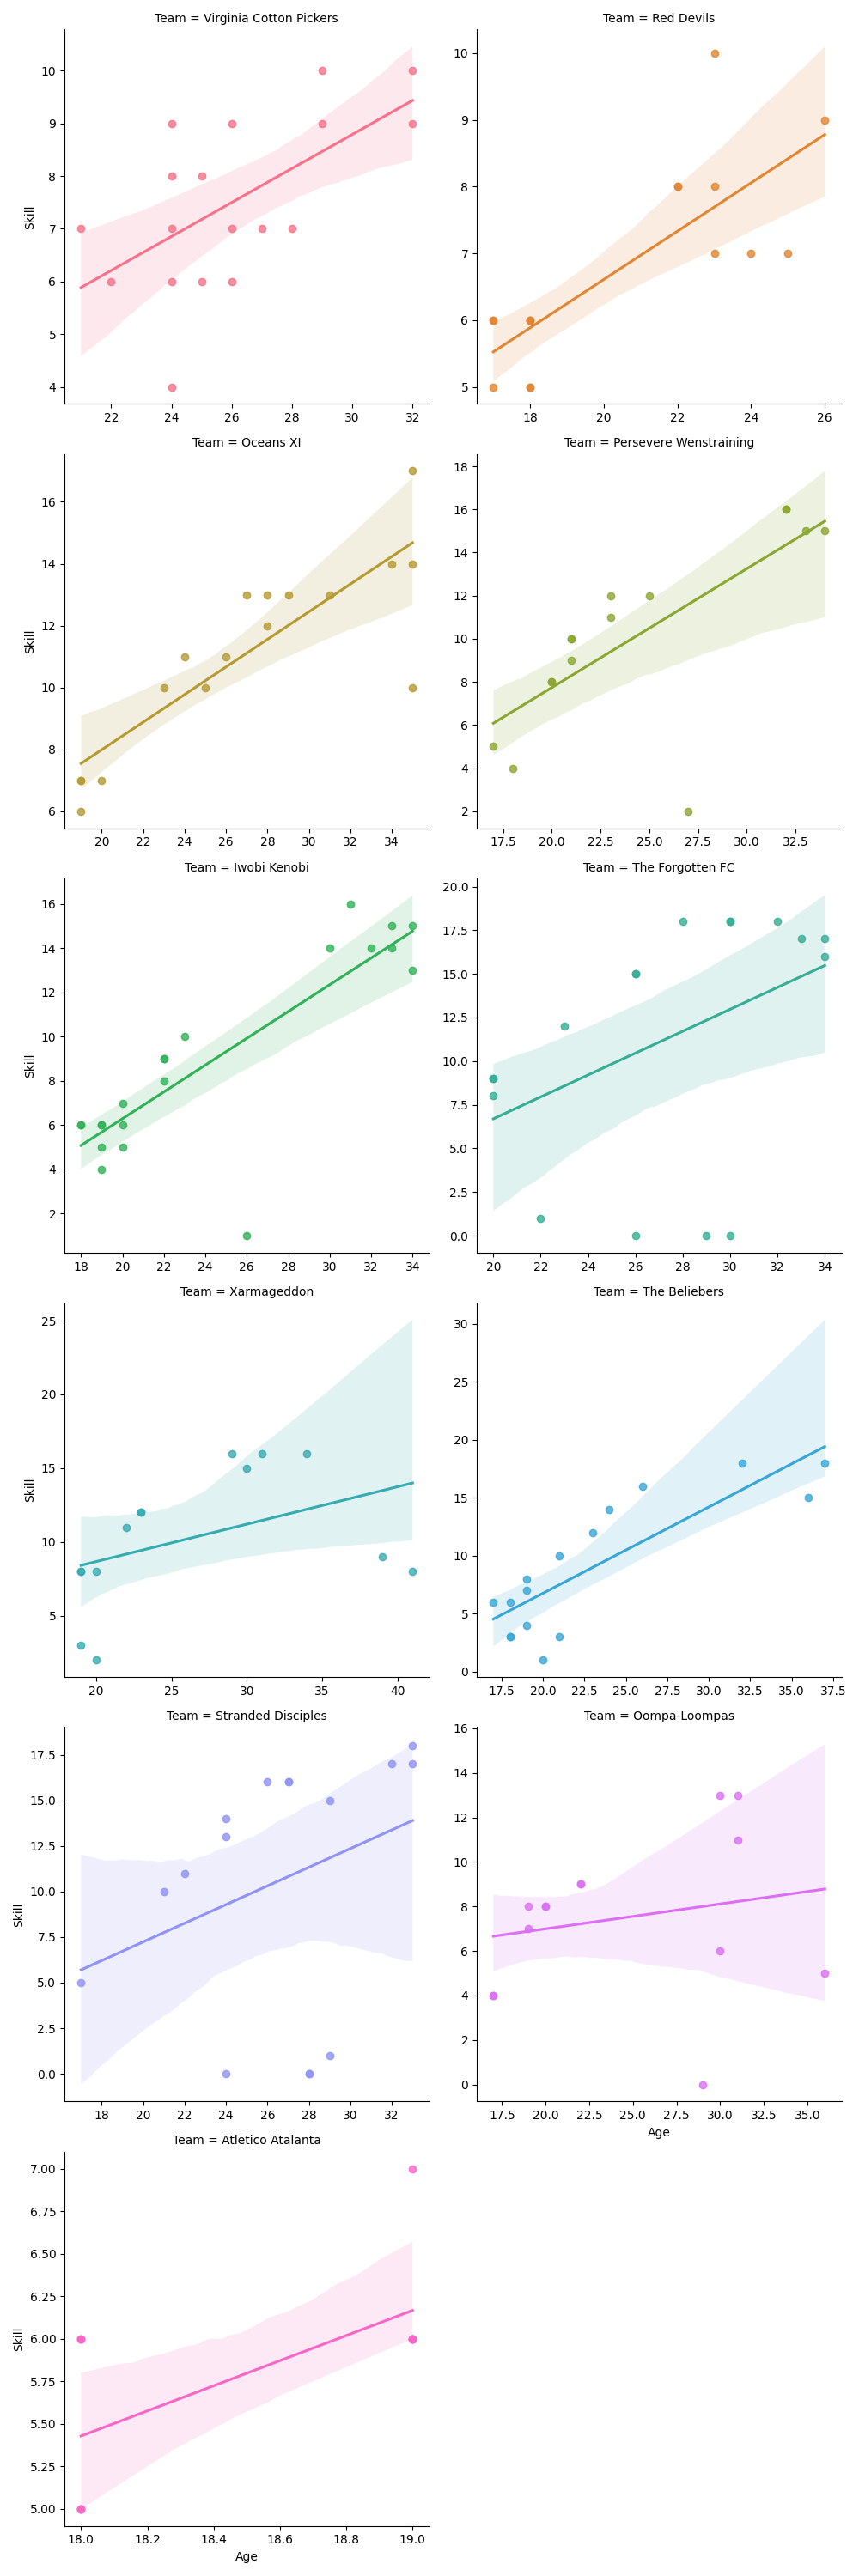 Team = Virginia Cotton Pickers
Team = Red Devils
Skill
10
9
8
7
6
5
4
22 24 26 28 30 32
10
9
8
7
6
5
18 20 22 24 26
Team = Oceans XI
Team = Persevere Wenstraining
Skill
16
14
12
10
8
6
20 22 24 26 28 30 32 34
18
16
14
12
10
8
6
4
2
17.5 20.0 22.5 25.0 27.5 30.0 32.5
Team = Iwobi Kenobi
Team = The Forgotten FC
Skill
16
14
12
10
8
6
4
2
18 20 22 24 26 28 30 32 34
20.0
17.5
15.0
12.5
10.0
7.5
5.0
2.5
0.0
20 22 24 26 28 30 32 34
Team = Xarmageddon
Team = The Beliebers
Skill
25
20
15
10
5
20 25 30 35 40
30
25
20
15
10
5
0
17.5 20.0 22.5 25.0 27.5 30.0 32.5 35.0 37.5
Team = Stranded Disciples
Team = Oompa-Loompas
Skill
17.5
15.0
12.5
10.0
7.5
5.0
2.5
0.0
18 20 22 24 26 28 30 32
16
14
12
10
8
6
4
2
0
17.5 20.0 22.5 25.0 27.5 30.0 32.5 35.0
Age
Team = Atletico Atalanta
Skill
7.00
6.75
6.50
6.25
6.00
5.75
5.50
5.25
5.00
18.0 18.2 18.4 18.6 18.8 19.0
Age